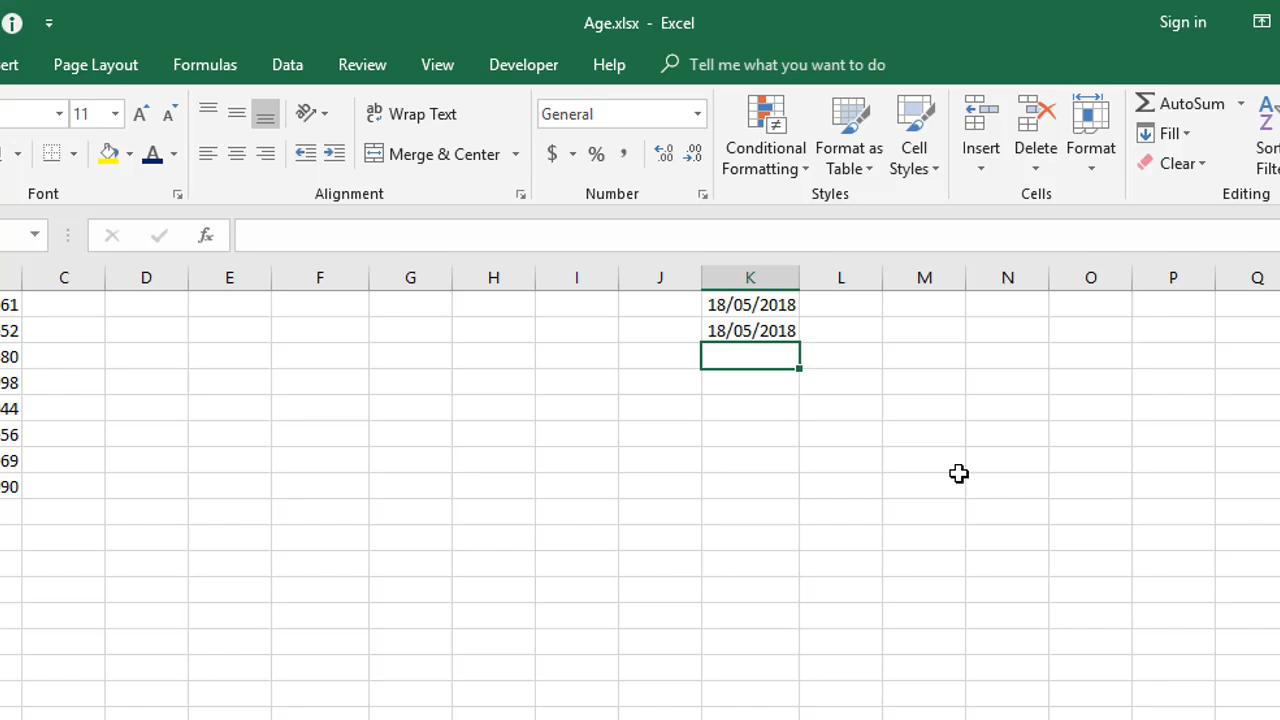 Age.xlsx - Excel
Sign in
ert Page Layout Formulas Data Review View Developer Help Tell me what you want to do
11 Wrap Text General Conditional Formatting Format as Table Cell Styles Insert Delete Format AutoSum Fill Clear Sort Filte
Merge & Center $ % , .00
Font Alignment Number Styles Cells Editing
fx
C D E F G H I J K L M N O P Q
61 18/05/2018
52 18/05/2018
80
98
44
56
69
90